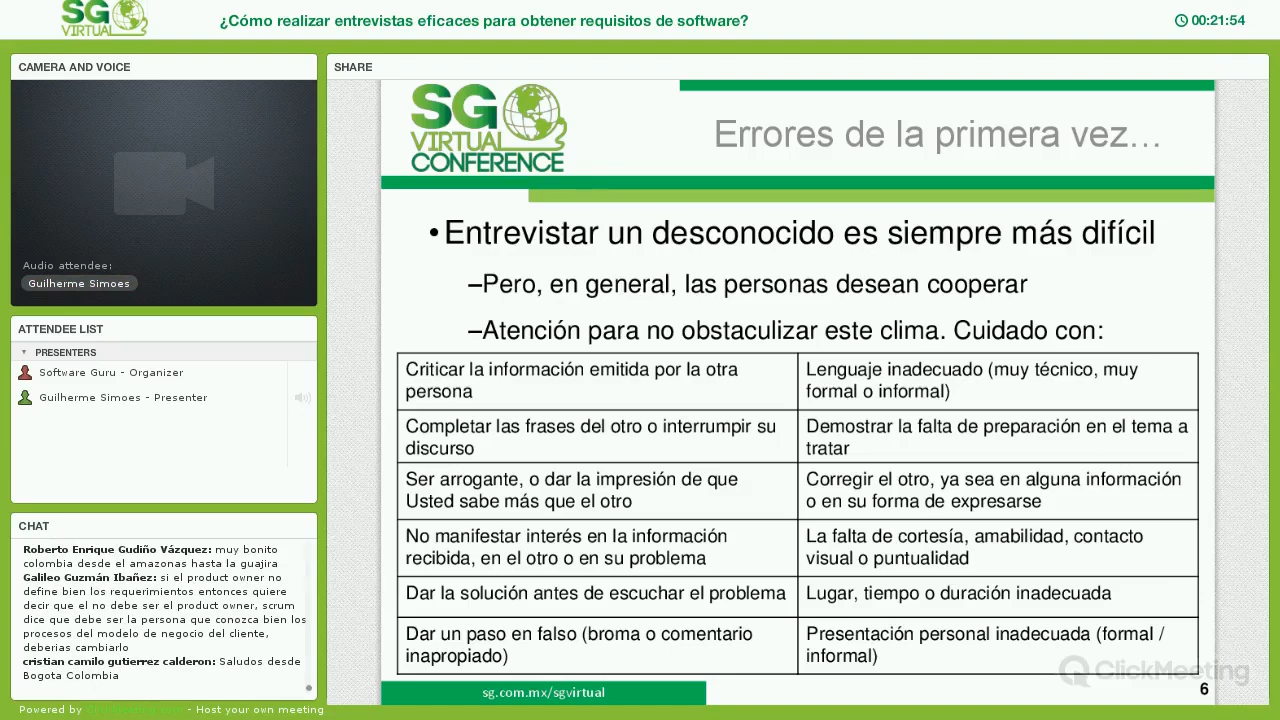 SG
VIRTUAL
¿Cómo realizar entrevistas eficaces para obtener requisitos de software?
00:21:54
CAMERA AND VOICE
Audio attendee:
Guilherme Simoes
ATTENDEE LIST
PRESENTERS
Software Guru - Organizer
Guilherme Simoes - Presenter
CHAT
Roberto Enrique Gudiño Vázquez: muy bonito
colombia desde el amazonas hasta la guajira
Galileo Guzmán Ibañez: si el product owner no
define bien los requerimientos entonces quiere
decir que el no debe ser el product owner, scrum
dice que debe ser la persona que conozca bien los
procesos del modelo de negocio del cliente,
deberias cambiarlo
cristian camilo gutierrez calderon: Saludos desde
Bogota Colombia
Powered by ClickMeeting.com - Host your own meeting
SHARE
SG
VIRTUAL
CONFERENCE
Errores de la primera vez...
•Entrevistar un desconocido es siempre más difícil
–Pero, en general, las personas desean cooperar
–Atención para no obstaculizar este clima. Cuidado con:
Criticar la información emitida por la otra
persona
Lenguaje inadecuado (muy técnico, muy
formal o informal)
Completar las frases del otro o interrumpir su
discurso
Demostrar la falta de preparación en el tema a
tratar
Ser arrogante, o dar la impresión de que
Usted sabe más que el otro
Corregir el otro, ya sea en alguna información
o en su forma de expresarse
No manifestar interés en la información
recibida, en el otro o en su problema
La falta de cortesía, amabilidad, contacto
visual o puntualidad
Dar la solución antes de escuchar el problema
Lugar, tiempo o duración inadecuada
Dar un paso en falso (broma o comentario
inapropiado)
Presentación personal inadecuada (formal /
informal)
ClickMeeting
sg.com.mx/sgvirtual
6